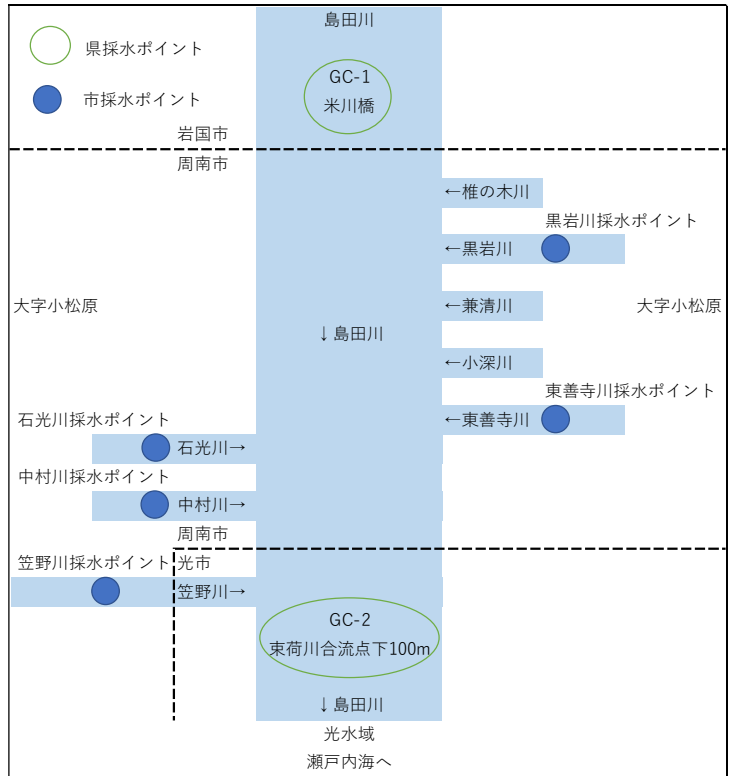 島田川
県採水ポイント
GC-1
米川橋
市採水ポイント
岩国市
周南市
←椎の木川
黒岩川採水ポイント
←黒岩川
大字小松原
←兼清川
大字小松原
↓島田川
←小深川
東善寺川採水ポイント
←東善寺川
石光川採水ポイント
石光川→
中村川採水ポイント
中村川→
周南市
笠野川採水ポイント
光市
笠野川→
GC-2
束荷川合流点下100m
↓島田川
光水域
瀬戸内海へ